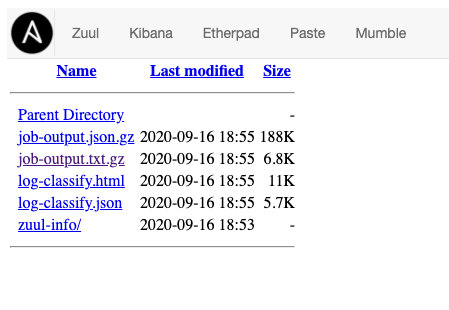 Zuul Kibana Etherpad Paste Mumble
Name Last modified Size
Parent Directory -
job-output.json.gz 2020-09-16 18:55 188K
job-output.txt.gz 2020-09-16 18:55 6.8K
log-classify.html 2020-09-16 18:55 11K
log-classify.json 2020-09-16 18:55 5.7K
zuul-info/ 2020-09-16 18:53 -